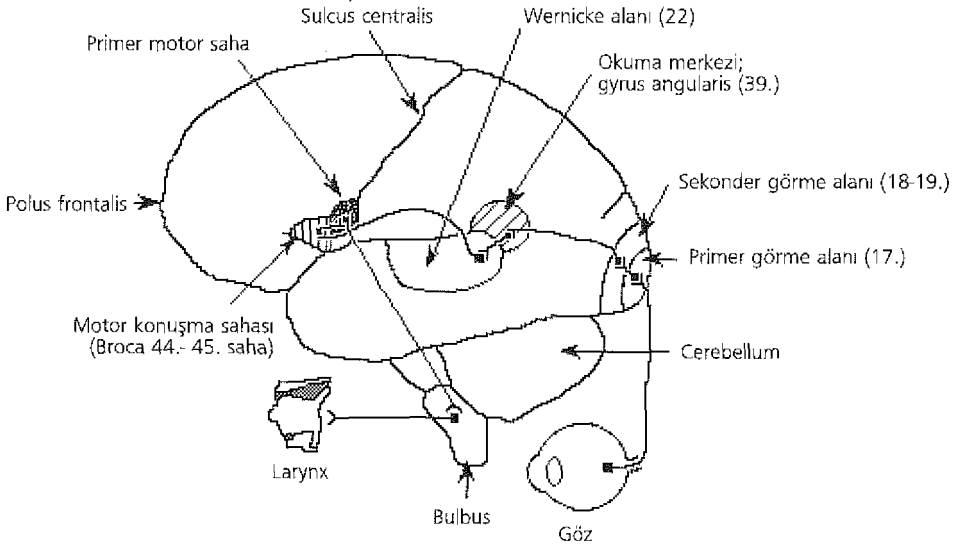 Sulcus centralis
Wernicke alanı (22)
Primer motor saha
Okuma merkezi;
gyrus angularis (39.)
Sekonder görme alanı (18-19.)
Polus frontalis
Primer görme alanı (17.)
Motor konuşma sahası
(Broca 44.- 45. saha)
Cerebellum
Larynx
Bulbus
Göz